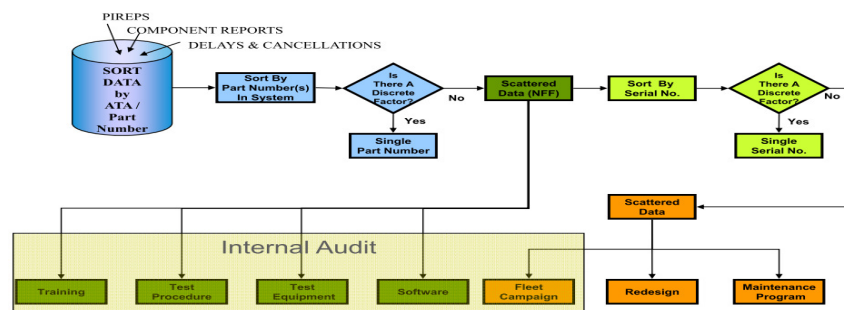 PIREPS
COMPONENT REPORTS
DELAYS & CANCELLATIONS
SORT
DATA
by
ATA /
Part
Number
Sort By
Part Number(s)
In System
Is
There A
Discrete
Factor?
No
Yes
Single
Part Number
Scattered
Data (NFF)
Sort By
Serial No.
Is
There A
Discrete
Factor?
No
Yes
Single
Serial No.
Scattered
Data
Internal Audit
Training
Test
Procedure
Test
Equipment
Software
Fleet
Campaign
Redesign
Maintenance
Program